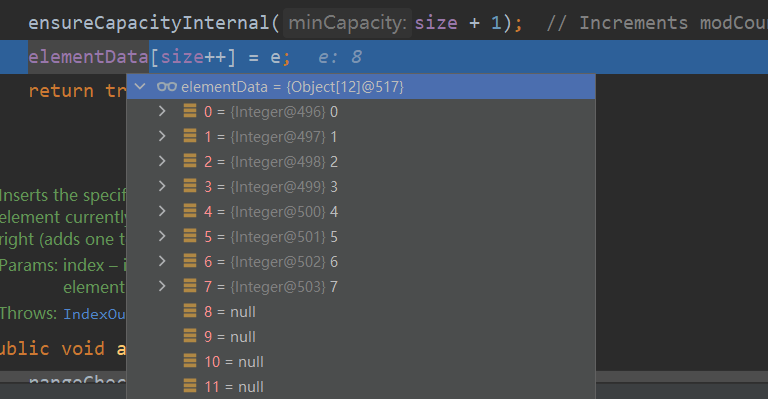 ensureCapacityInternal( minCapacity: size + 1);  // Increments modCou
elementData[size++] = e;   e: 8
return tr
elementData = {Object[12]@517}
0 = {Integer@496} 0
1 = {Integer@497} 1
2 = {Integer@498} 2
3 = {Integer@499} 3
4 = {Integer@500} 4
5 = {Integer@501} 5
6 = {Integer@502} 6
7 = {Integer@503} 7
8 = null
9 = null
10 = null
11 = null
Inserts the specif
element currently
right (adds one t
Params: index – i
element
Throws: IndexOu
ublic void a
rangeChec